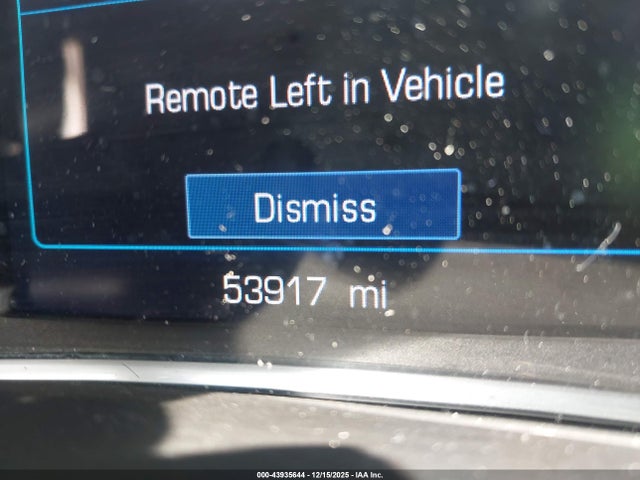 Remote Left in Vehicle
Dismiss
53917 mi
000-43935644 - 12/15/2025 - IAA Inc.